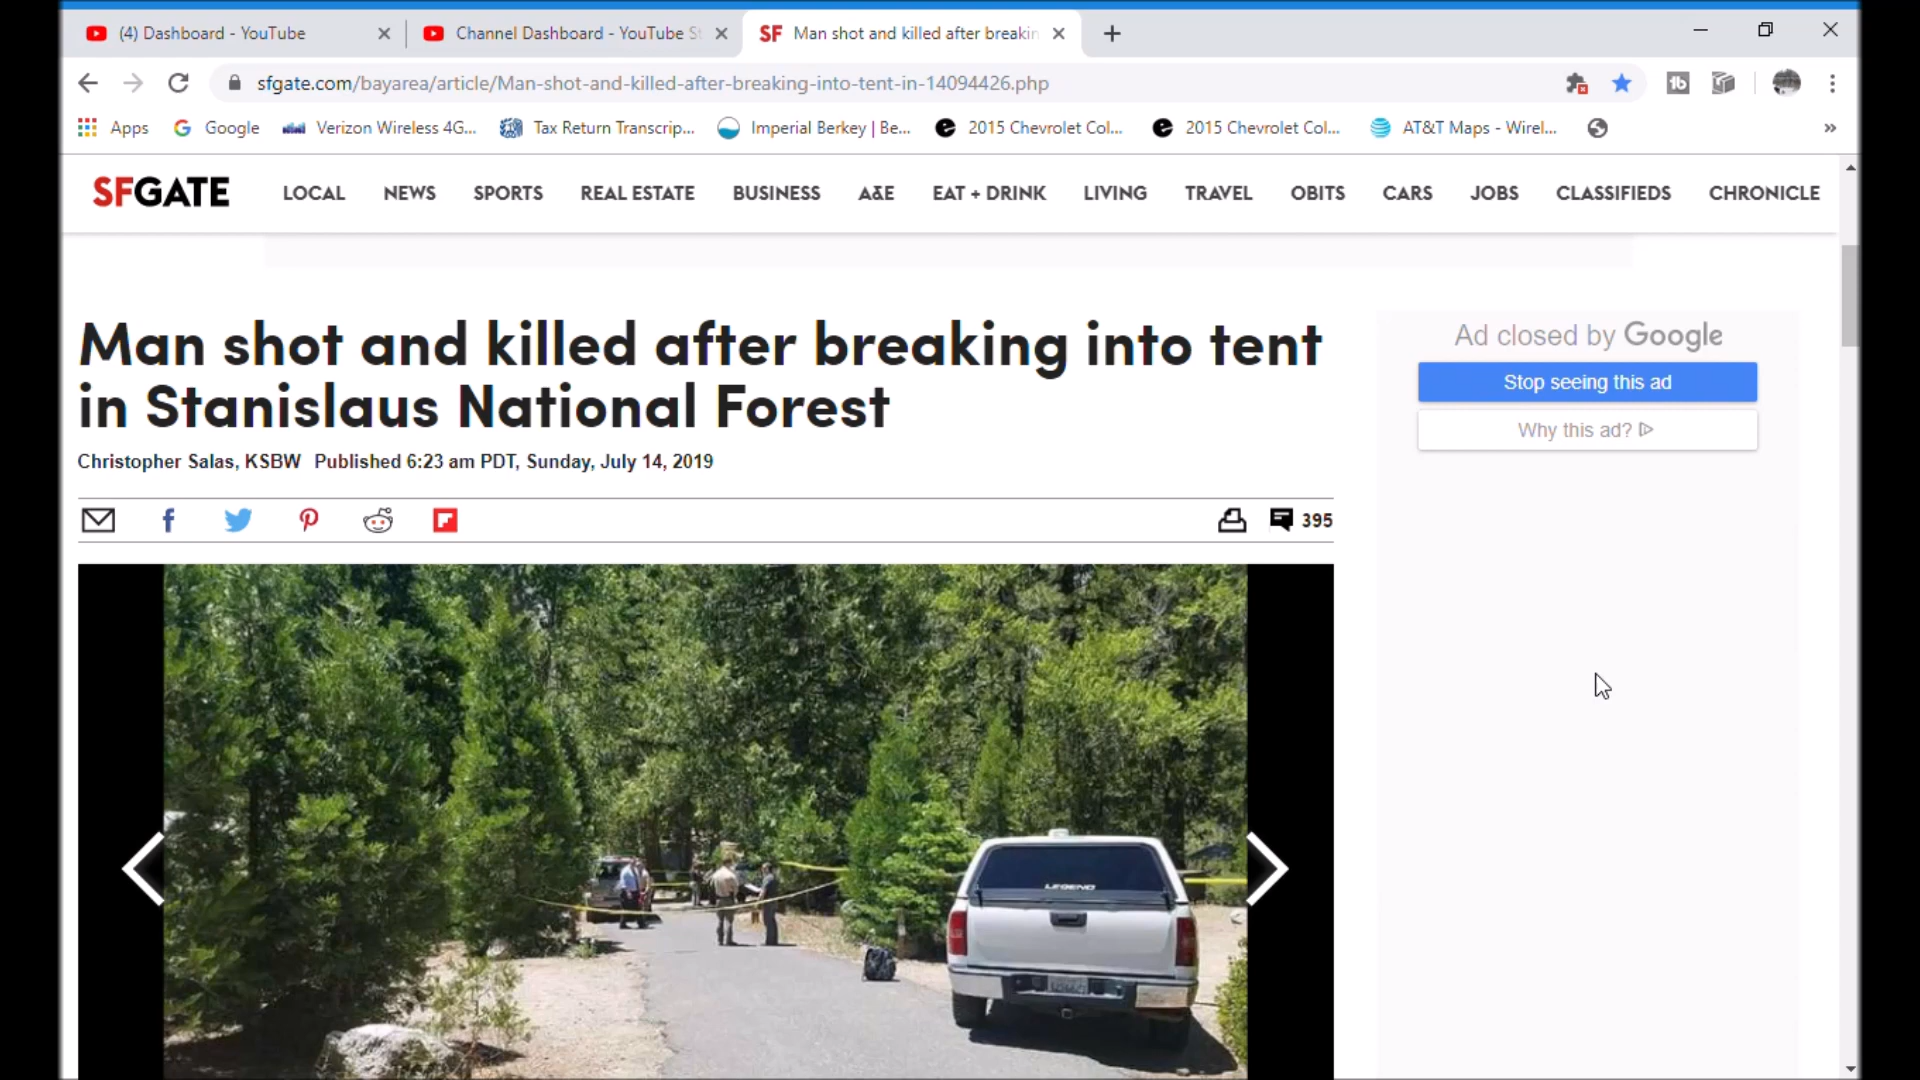 (4) Dashboard - YouTube
Channel Dashboard - YouTube St
SF Man shot and killed after breakin
sfgate.com/bayarea/article/Man-shot-and-killed-after-breaking-into-tent-in-14094426.php
Apps
Google
Verizon Wireless 4G...
Tax Return Transcrip...
Imperial Berkey | Be...
2015 Chevrolet Col...
2015 Chevrolet Col...
AT&T Maps - Wirel...
»
SFGATE
LOCAL
NEWS
SPORTS
REAL ESTATE
BUSINESS
A&E
EAT + DRINK
LIVING
TRAVEL
OBITS
CARS
JOBS
CLASSIFIEDS
CHRONICLE
Man shot and killed after breaking into tent
in Stanislaus National Forest
Christopher Salas, KSBW Published 6:23 am PDT, Sunday, July 14, 2019
395
Ad closed by Google
Stop seeing this ad
Why this ad?
LEGEND